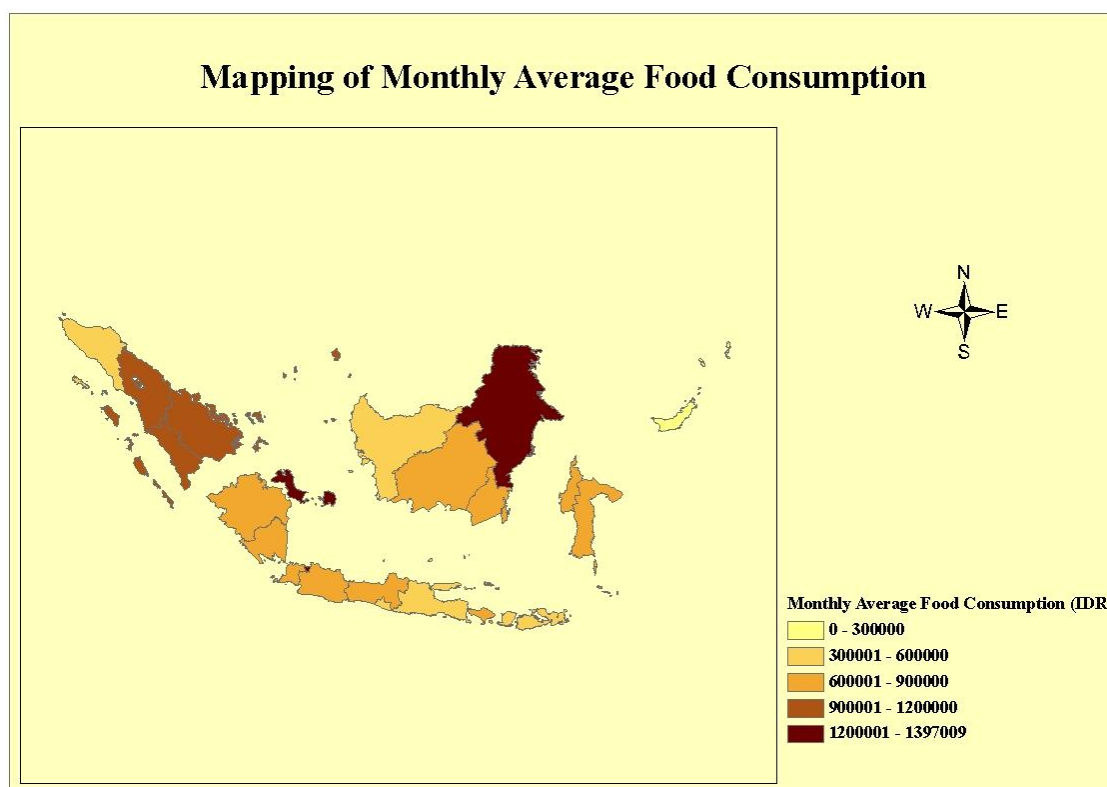 Mapping of Monthly Average Food Consumption
N
W E
S
Monthly Average Food Consumption (IDR
0 - 300000
300001 - 600000
600001 - 900000
900001 - 1200000
1200001 - 1397009